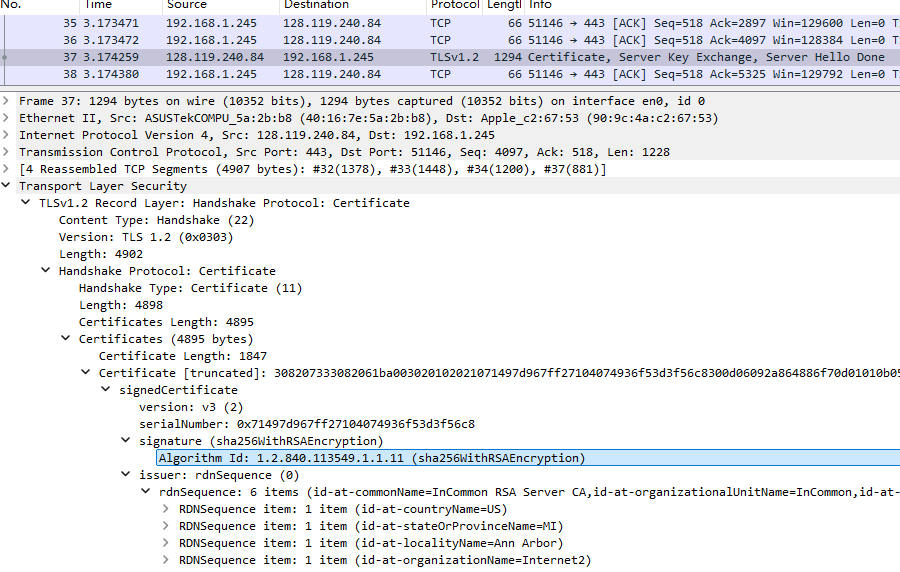 No. Time Source Destination Protocol Lengtl Info
35 3.173471 192.168.1.245 128.119.240.84 TCP 66 51146 → 443 [ACK] Seq=518 Ack=2897 Win=129600 Len=0 T
36 3.173472 192.168.1.245 128.119.240.84 TCP 66 51146 → 443 [ACK] Seq=518 Ack=4097 Win=128384 Len=0 T
37 3.174259 128.119.240.84 192.168.1.245 TLSv1.2 1294 Certificate, Server Key Exchange, Server Hello Done
38 3.174380 192.168.1.245 128.119.240.84 TCP 66 51146 → 443 [ACK] Seq=518 Ack=5325 Win=129792 Len=0 T
Frame 37: 1294 bytes on wire (10352 bits), 1294 bytes captured (10352 bits) on interface en0, id 0
Ethernet II, Src: ASUSTekCOMPU_5a:2b:b8 (40:16:7e:5a:2b:b8), Dst: Apple_c2:67:53 (90:9c:4a:c2:67:53)
Internet Protocol Version 4, Src: 128.119.240.84, Dst: 192.168.1.245
Transmission Control Protocol, Src Port: 443, Dst Port: 51146, Seq: 4097, Ack: 518, Len: 1228
[4 Reassembled TCP Segments (4907 bytes): #32(1378), #33(1448), #34(1200), #37(881)]
Transport Layer Security
TLSv1.2 Record Layer: Handshake Protocol: Certificate
Content Type: Handshake (22)
Version: TLS 1.2 (0x0303)
Length: 4902
Handshake Protocol: Certificate
Handshake Type: Certificate (11)
Length: 4898
Certificates Length: 4895
Certificates (4895 bytes)
Certificate Length: 1847
Certificate [truncated]: 308207333082061ba003020102021071497d967ff27104074936f53d3f56c8300d06092a864886f70d01010b05
signedCertificate
version: v3 (2)
serialNumber: 0x71497d967ff27104074936f53d3f56c8
signature (sha256WithRSAEncryption)
Algorithm Id: 1.2.840.113549.1.1.11 (sha256WithRSAEncryption)
issuer: rdnSequence (0)
rdnSequence: 6 items (id-at-commonName=InCommon RSA Server CA,id-at-organizationalUnitName=InCommon,id-at-
RDNSequence item: 1 item (id-at-countryName=US)
RDNSequence item: 1 item (id-at-stateOrProvinceName=MI)
RDNSequence item: 1 item (id-at-localityName=Ann Arbor)
RDNSequence item: 1 item (id-at-organizationName=Internet2)